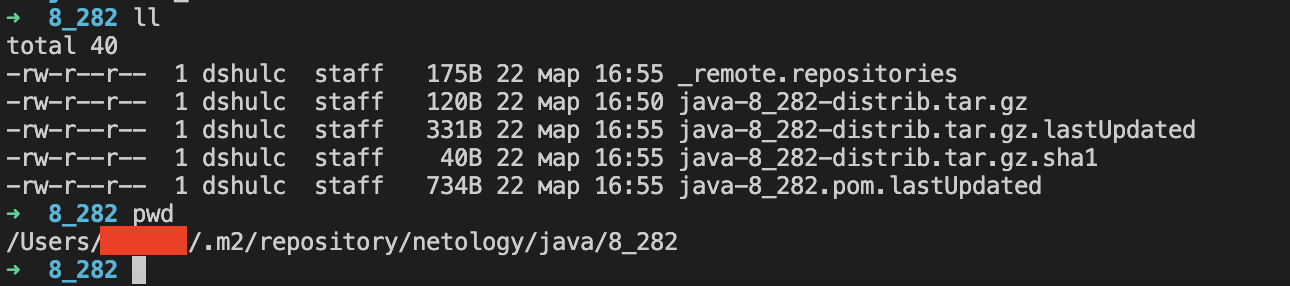 → 8_282 ll
total 40
-rw-r--r-- 1 dshulc staff 175B 22 мар 16:55 _remote.repositories
-rw-r--r-- 1 dshulc staff 120B 22 мар 16:50 java-8_282-distrib.tar.gz
-rw-r--r-- 1 dshulc staff 331B 22 мар 16:55 java-8_282-distrib.tar.gz.lastUpdated
-rw-r--r-- 1 dshulc staff 40B 22 мар 16:55 java-8_282-distrib.tar.gz.sha1
-rw-r--r-- 1 dshulc staff 734B 22 мар 16:55 java-8_282.pom.lastUpdated
→ 8_282 pwd
/Users/ /.m2/repository/netology/java/8_282
→ 8_282